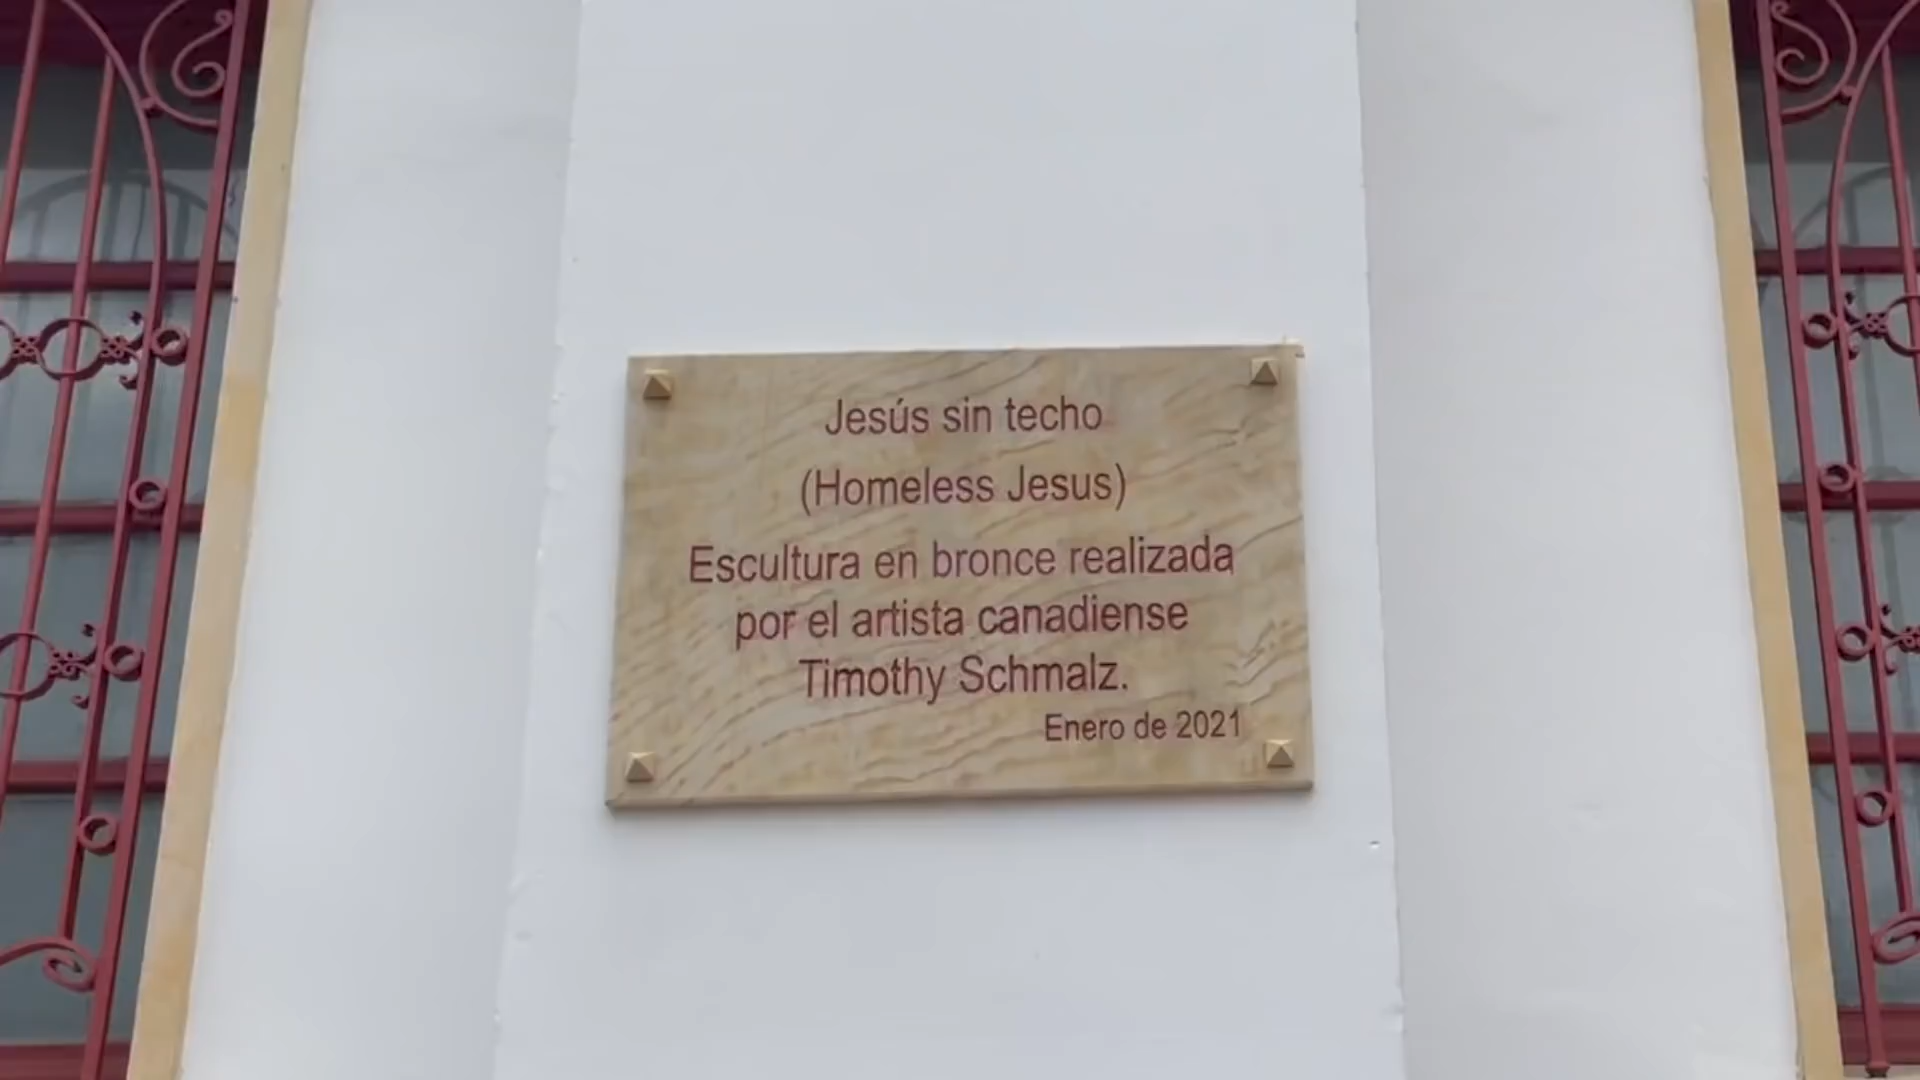 Jesús sin techo
(Homeless Jesus)
Escultura en bronce realizada
por el artista canadiense
Timothy Schmalz.
Enero de 2021